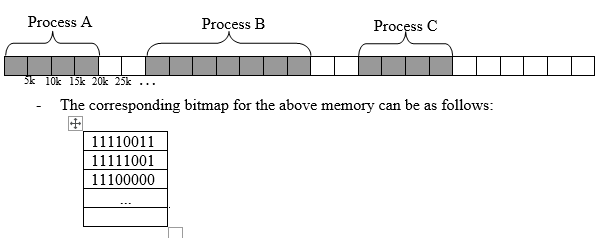 Process A Process B Process C
5k 10k 15k 20k 25k ...
- The corresponding bitmap for the above memory can be as follows:
11110011
11111001
11100000
...